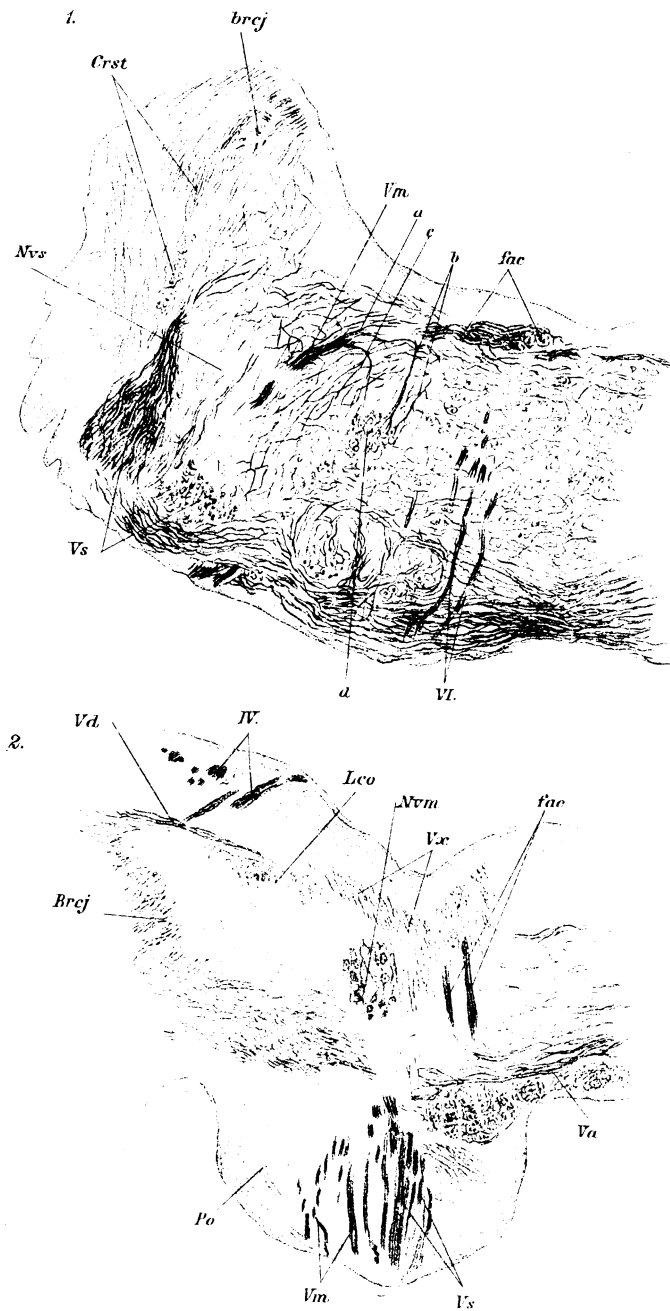 1.
brcj
Crst
Vm
a
c
b
fac
Nvs
Vs
d
VI.
2.
Vd
IV.
Lco
Nvm
Vx
fac
Brcj
Va
Po
Vm
Vs